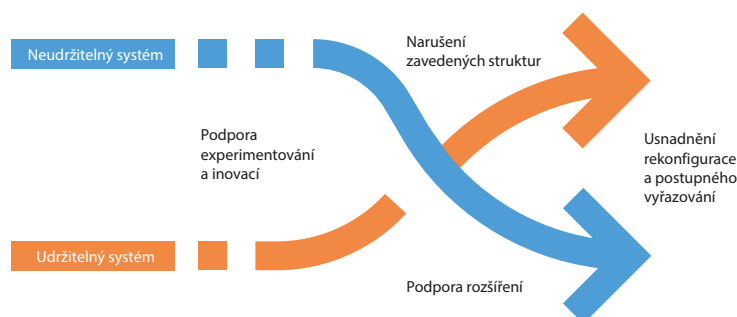 Neudržitelný systém
Narušení
zavedených struktur
Podpora
experimentování
a inovací
Usnadnění
rekonfigurace
a postupného
vyřazování
Udržitelný systém
Podpora rozšíření